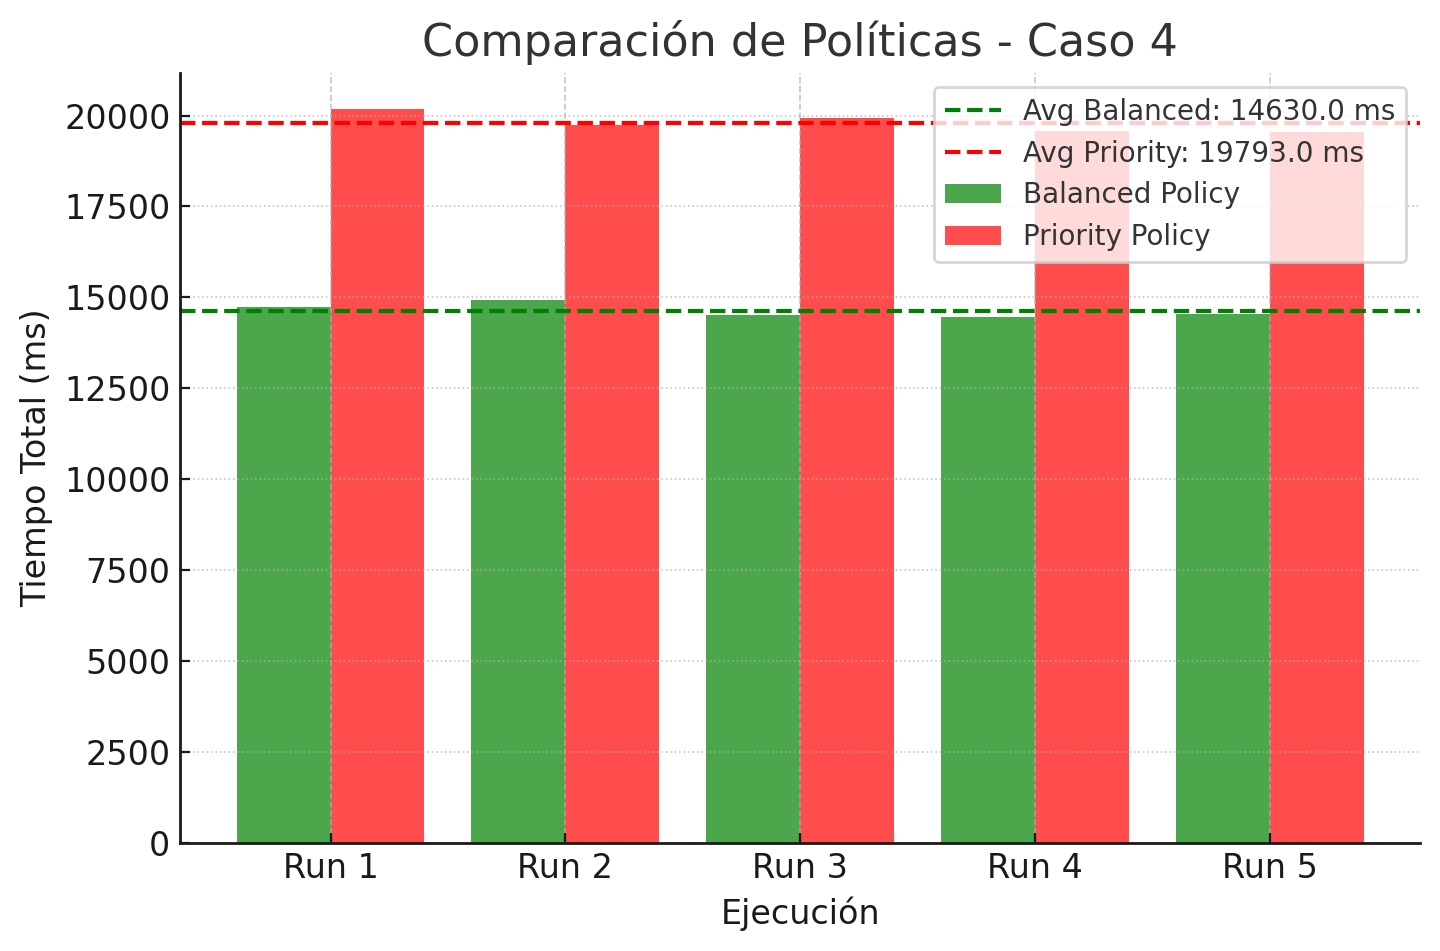 Comparación de Políticas - Caso 4
Avg Balanced: 14630.0 ms
Avg Priority: 19793.0 ms
Balanced Policy
Priority Policy
Tiempo Total (ms)
20000
17500
15000
12500
10000
7500
5000
2500
0
Run 1 Run 2 Run 3 Run 4 Run 5
Ejecución